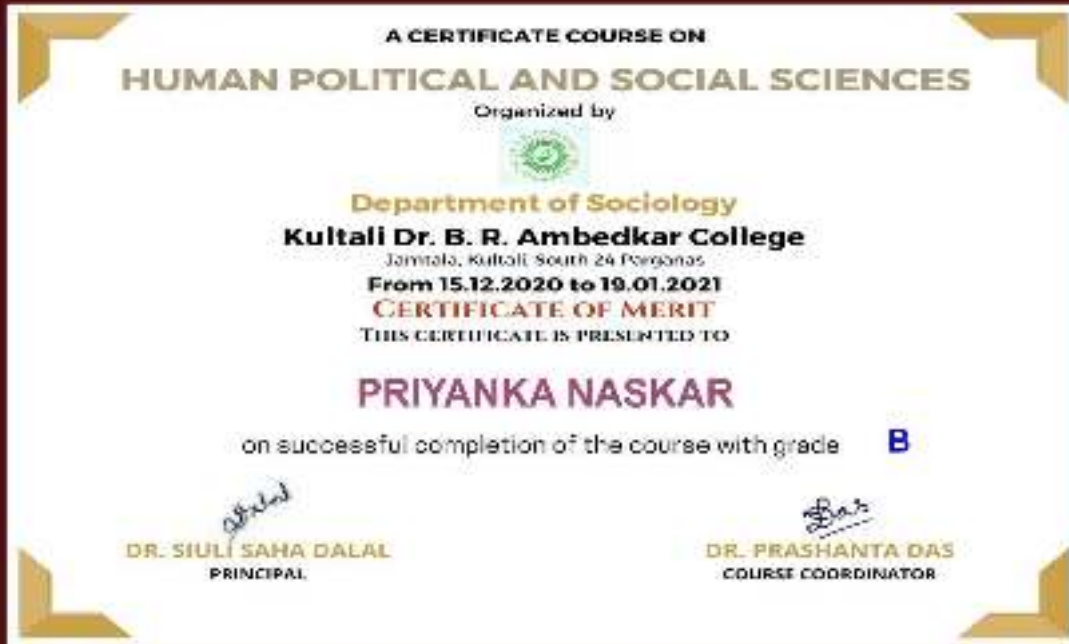 A CERTIFICATE COURSE ON
HUMAN POLITICAL AND SOCIAL SCIENCES
Organized by
Department of Sociology
Kultali Dr. B. R. Ambedkar College
Jamtala, Kultali, South 24 Parganas
From 15.12.2020 to 19.01.2021
CERTIFICATE OF MERIT
THIS CERTIFICATE IS PRESENTED TO
PRIYANKA NASKAR
on successful completion of the course with grade B
Das
DR. SIULI SAHA DALAL
DR. PRASHANTA DAS
PRINCIPAL
COURSE COORDINATOR